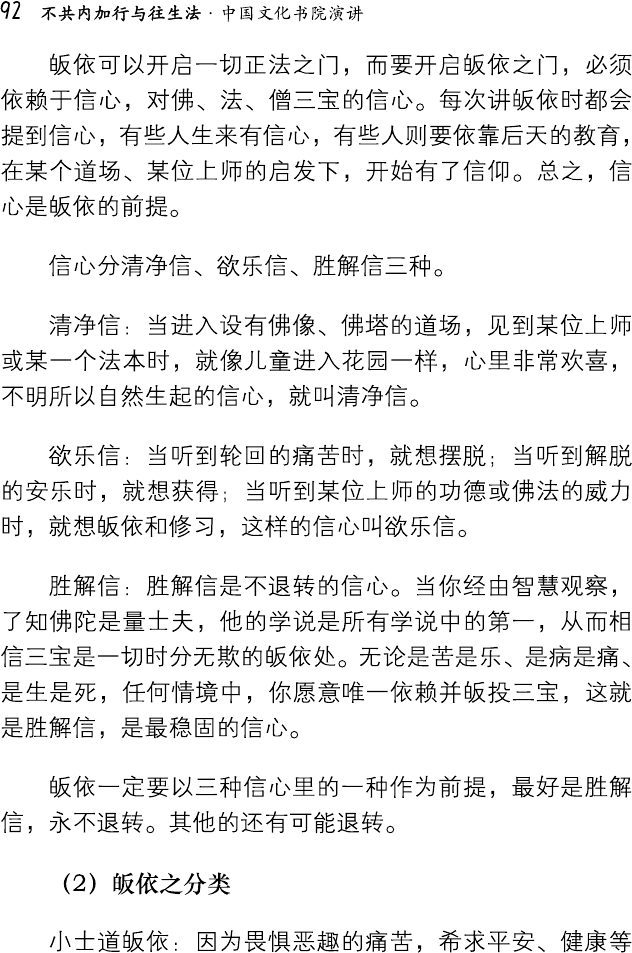 92 不共内加行与往生法·中国文化书院演讲
皈依可以开启一切正法之门，而要开启皈依之门，必须
依赖于信心，对佛、法、僧三宝的信心。每次讲皈依时都会
提到信心，有些人生来有信心，有些人则要依靠后天的教育，
在某个道场、某位上师的启发下，开始有了信仰。总之，信
心是皈依的前提。
信心分清净信、欲乐信、胜解信三种。
清净信：当进入设有佛像、佛塔的道场，见到某位上师
或某一个法本时，就像儿童进入花园一样，心里非常欢喜，
不明所以自然生起的信心，就叫清净信。
欲乐信：当听到轮回的痛苦时，就想摆脱；当听到解脱
的安乐时，就想获得；当听到某位上师的功德或佛法的威力
时，就想皈依和修习，这样的信心叫欲乐信。
胜解信：胜解信是不退转的信心。当你经由智慧观察，
了知佛陀是量士夫，他的学说是所有学说中的第一，从而相
信三宝是一切时分无欺的皈依处。无论是苦是乐、是病是痛、
是生是死，任何情境中，你愿意唯一依赖并皈投三宝，这就
是胜解信，是最稳固的信心。
皈依一定要以三种信心里的一种作为前提，最好是胜解
信，永不退转。其他的还有可能退转。
（2）皈依之分类
小士道皈依：因为畏惧恶趣的痛苦，希求平安、健康等